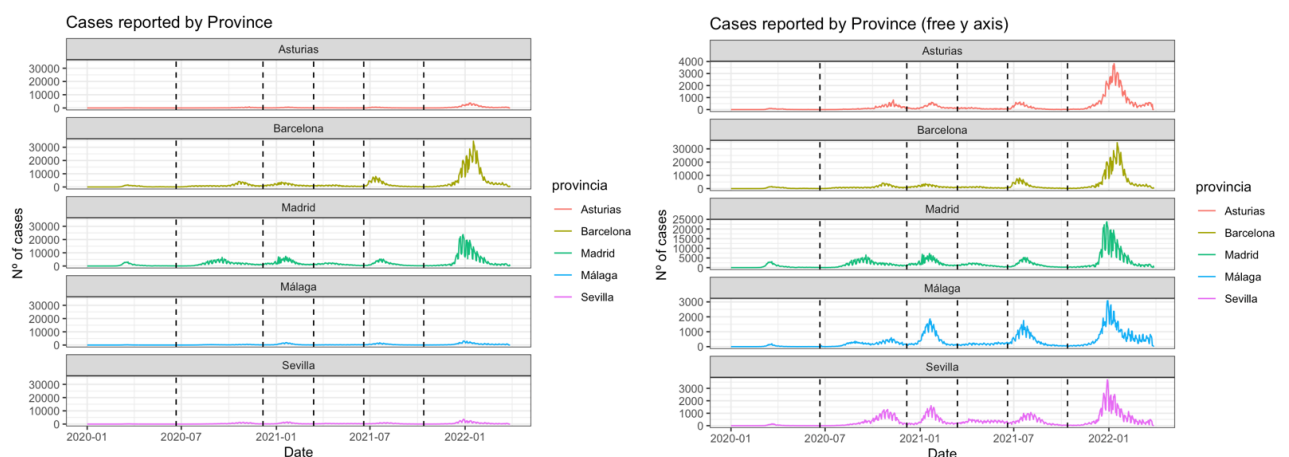 Cases reported by Province
Asturias
30000
20000
10000
0
Barcelona
30000
20000
10000
0
Madrid
30000
20000
10000
0
Málaga
30000
20000
10000
0
Sevilla
30000
20000
10000
0
2020-01 2020-07 2021-01 2021-07 2022-01
Date
Nº of cases
provincia
Asturias
Barcelona
Madrid
Málaga
Sevilla
Cases reported by Province (free y axis)
Asturias
4000
3000
2000
1000
0
Barcelona
30000
20000
10000
0
Madrid
25000
20000
15000
10000
5000
0
Málaga
3000
2000
1000
0
Sevilla
3000
2000
1000
0
2020-01 2020-07 2021-01 2021-07 2022-01
Date
Nº of cases
provincia
Asturias
Barcelona
Madrid
Málaga
Sevilla